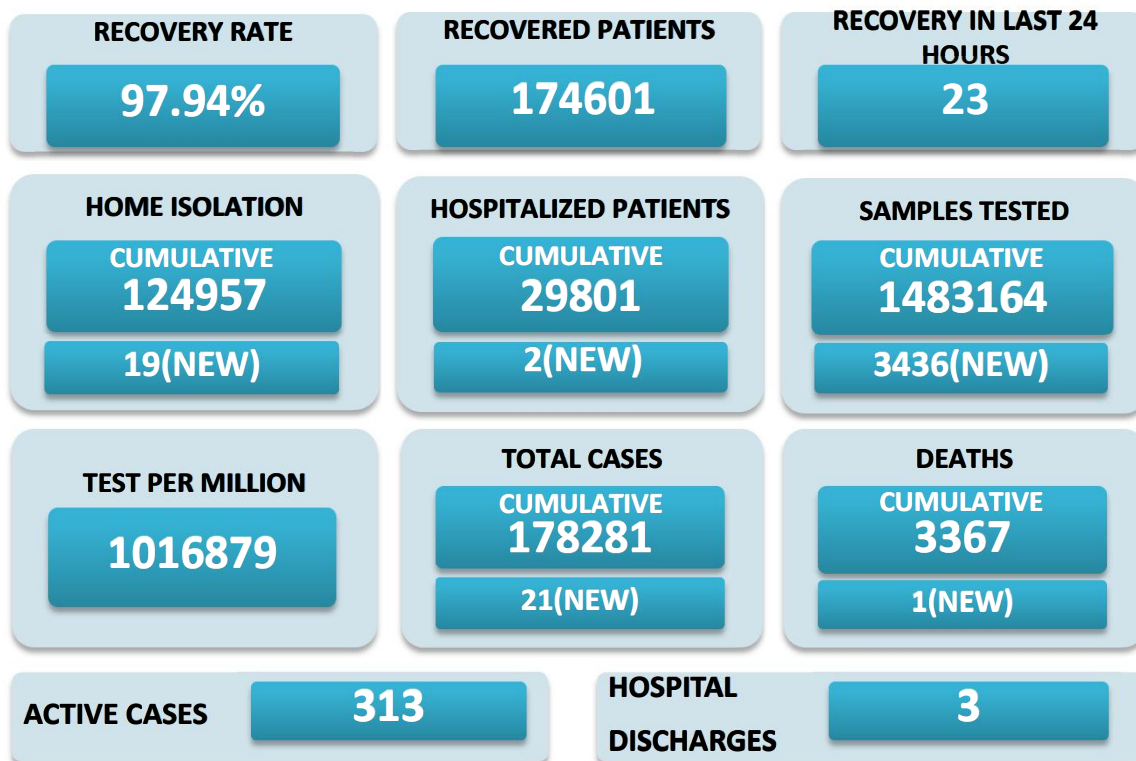 RECOVERY RATE
97.94%
RECOVERED PATIENTS
174601
RECOVERY IN LAST 24
HOURS
23
HOME ISOLATION
CUMULATIVE
124957
19(NEW)
HOSPITALIZED PATIENTS
CUMULATIVE
29801
2(NEW)
SAMPLES TESTED
CUMULATIVE
1483164
3436(NEW)
TEST PER MILLION
1016879
TOTAL CASES
CUMULATIVE
178281
21(NEW)
DEATHS
CUMULATIVE
3367
1(NEW)
ACTIVE CASES
313
HOSPITAL
DISCHARGES
3